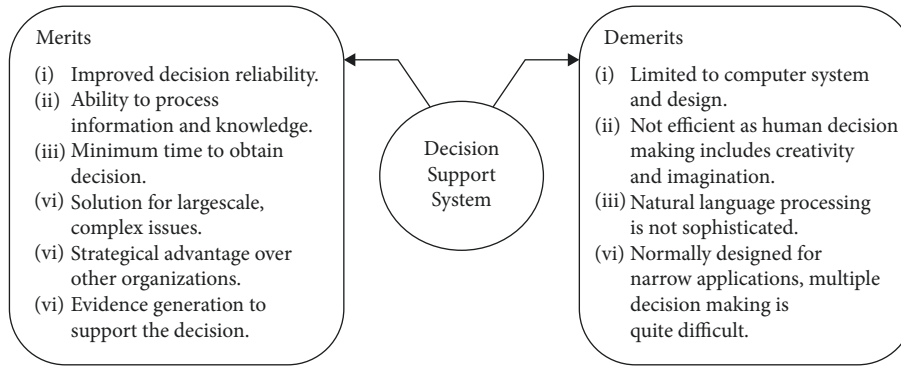 Merits
(i) Improved decision reliability.
(ii) Ability to process
information and knowledge.
(iii) Minimum time to obtain
decision.
(vi) Solution for largescale,
complex issues.
(vi) Strategical advantage over
other organizations.
(vi) Evidence generation to
support the decision.
Decision
Support
System
Demerits
(i) Limited to computer system
and design.
(ii) Not efficient as human decision
making includes creativity
and imagination.
(iii) Natural language processing
is not sophisticated.
(vi) Normally designed for
narrow applications, multiple
decision making is
quite difficult.